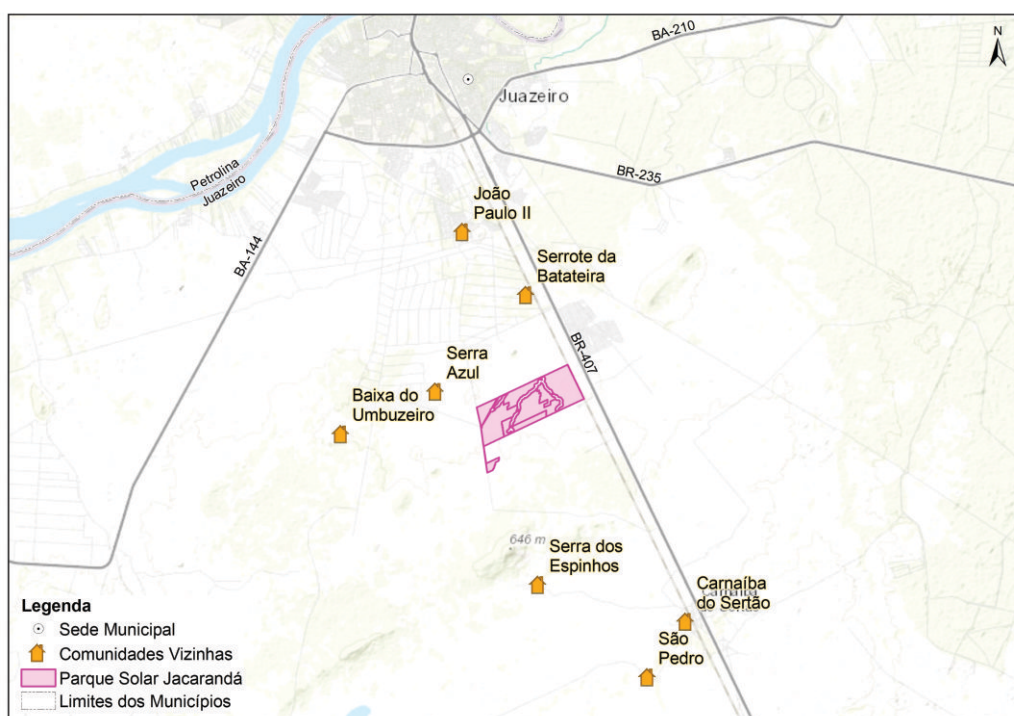 BA-210
N
Juazeiro
Petrolina
Juazeiro
BR-235
João
Paulo II
BA-144
Serrote da
Batateira
BR-407
Serra
Azul
Baixa do
Umbuzeiro
646 m
Serra dos
Espinhos
Carnaíba
do Sertão
São
Pedro
Legenda
Sede Municipal
Comunidades Vizinhas
Parque Solar Jacarandá
Limites dos Municípios